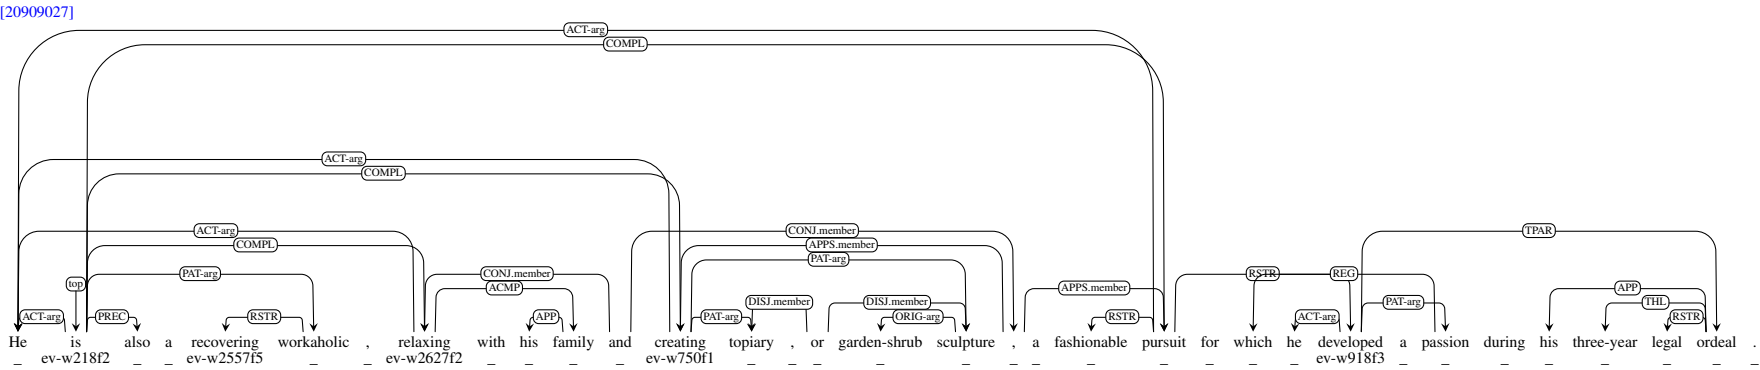 [20909027]
ACT-arg
COMPL
ACT-arg
COMPL
ACT-arg CONJ.member TPAR
COMPL APPS.member
PAT-arg
top PAT-arg CONJ.member RSTR REG
ACMP APPS.member APP
DISJ.member DISJ.member PAT-arg THL
ACT-arg PREC RSTR APP PAT-arg ORIG-arg RSTR ACT-arg RSTR
He is also a recovering workaholic , relaxing with his family and creating topiary , or garden-shrub sculpture , a fashionable pursuit for which he developed a passion during his three-year legal ordeal .
_ ev-w218f2 _ _ ev-w2557f5 _ _ ev-w2627f2 _ _ _ _ ev-w750f1 _ _ _ _ _ _ _ _ _ _ _ _ ev-w918f3 _ _ _ _ _ _ _ _